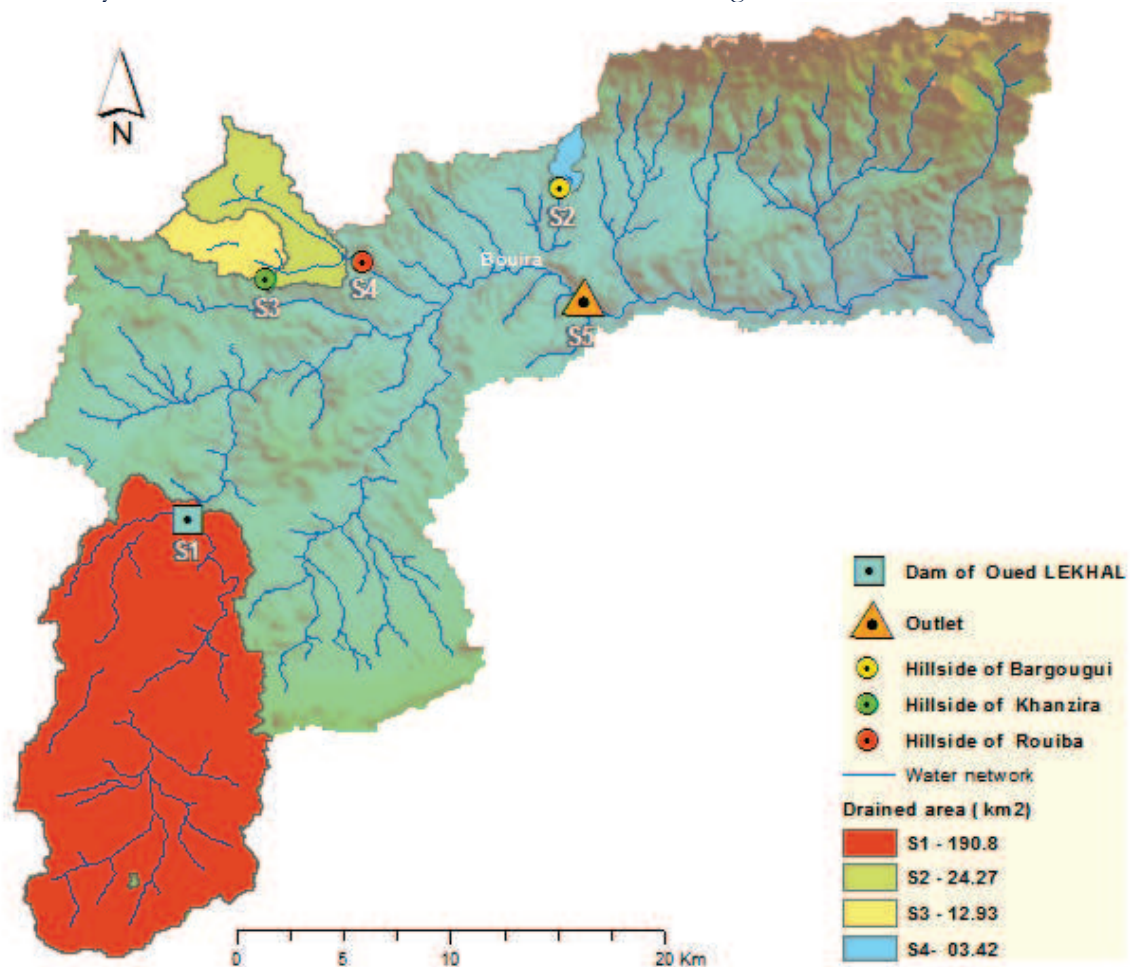 N
S2
Bouira
S4
S3
S5
S1
Dam of Oued LEKHAL
Outlet
Hillside of Bargougui
Hillside of Khanzira
Hillside of Rouiba
Water network
Drained area ( km2)
S1 - 190.8
S2 - 24.27
S3 - 12.93
S4- 03.42
0 5 10 20 Km